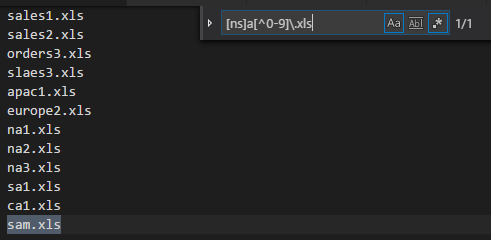 sales1.xls
sales2.xls
orders3.xls
slaes3.xls
apac1.xls
europe2.xls
na1.xls
na2.xls
na3.xls
sa1.xls
ca1.xls
sam.xls
[ns]a[^0-9]\.xls
Aa
Abl
.*
1/1